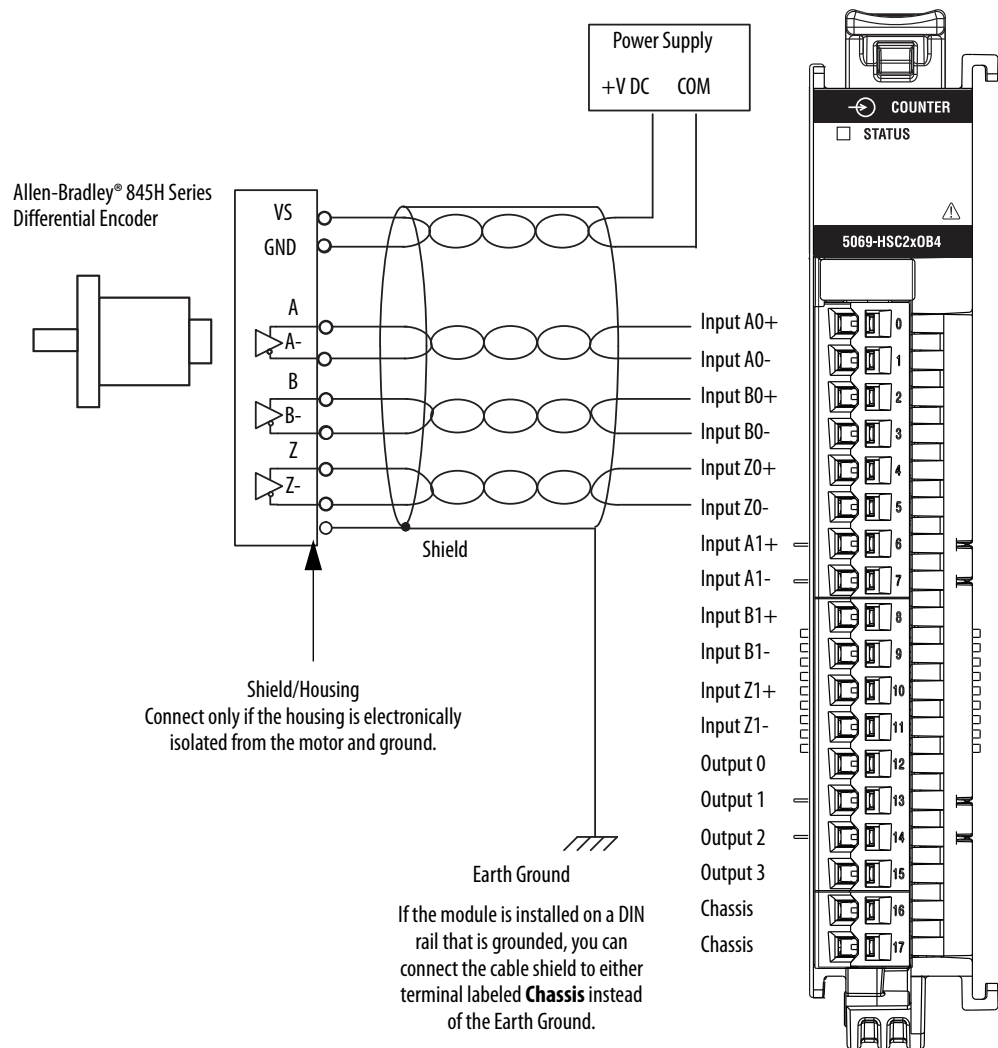 Power Supply
+V DC COM
COUNTER
STATUS
5069-HSC2xOB4
Allen-Bradley® 845H Series
Differential Encoder
VS
GND
A
A-
B
B-
Z
Z-
Shield
Shield/Housing
Connect only if the housing is electronically
isolated from the motor and ground.
Earth Ground
If the module is installed on a DIN
rail that is grounded, you can
connect the cable shield to either
terminal labeled Chassis instead
of the Earth Ground.
Input A0+ 0
Input A0- 1
Input B0+ 2
Input B0- 3
Input Z0+ 4
Input Z0- 5
Input A1+ 6
Input A1- 7
Input B1+ 8
Input B1- 9
Input Z1+ 10
Input Z1- 11
Output 0 12
Output 1 13
Output 2 14
Output 3 15
Chassis 16
Chassis 17